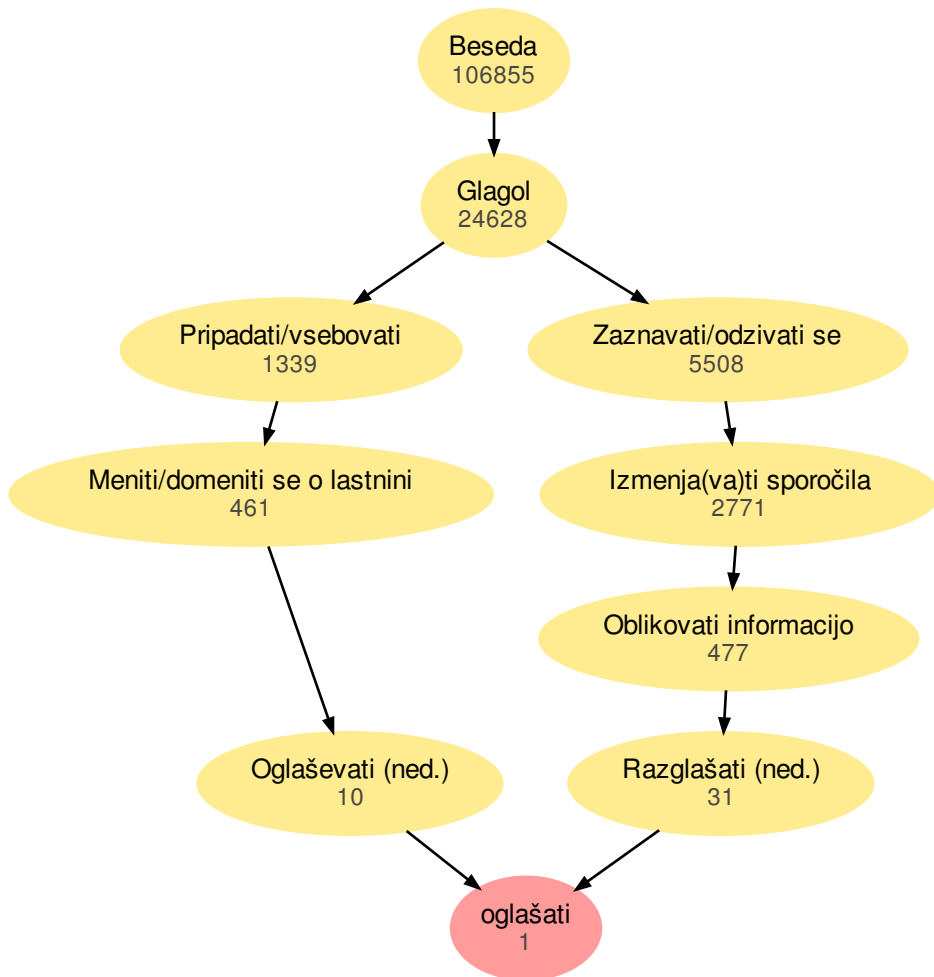 Beseda
106855
Glagol
24628
Pripadati/vsebovati
1339
Zaznavati/odzivati se
5508
Meniti/domeniti se o lastnini
461
Izmenja(va)ti sporočila
2771
Oblikovati informacijo
477
Oglaševati (ned.)
10
Razglašati (ned.)
31
oglašati
1